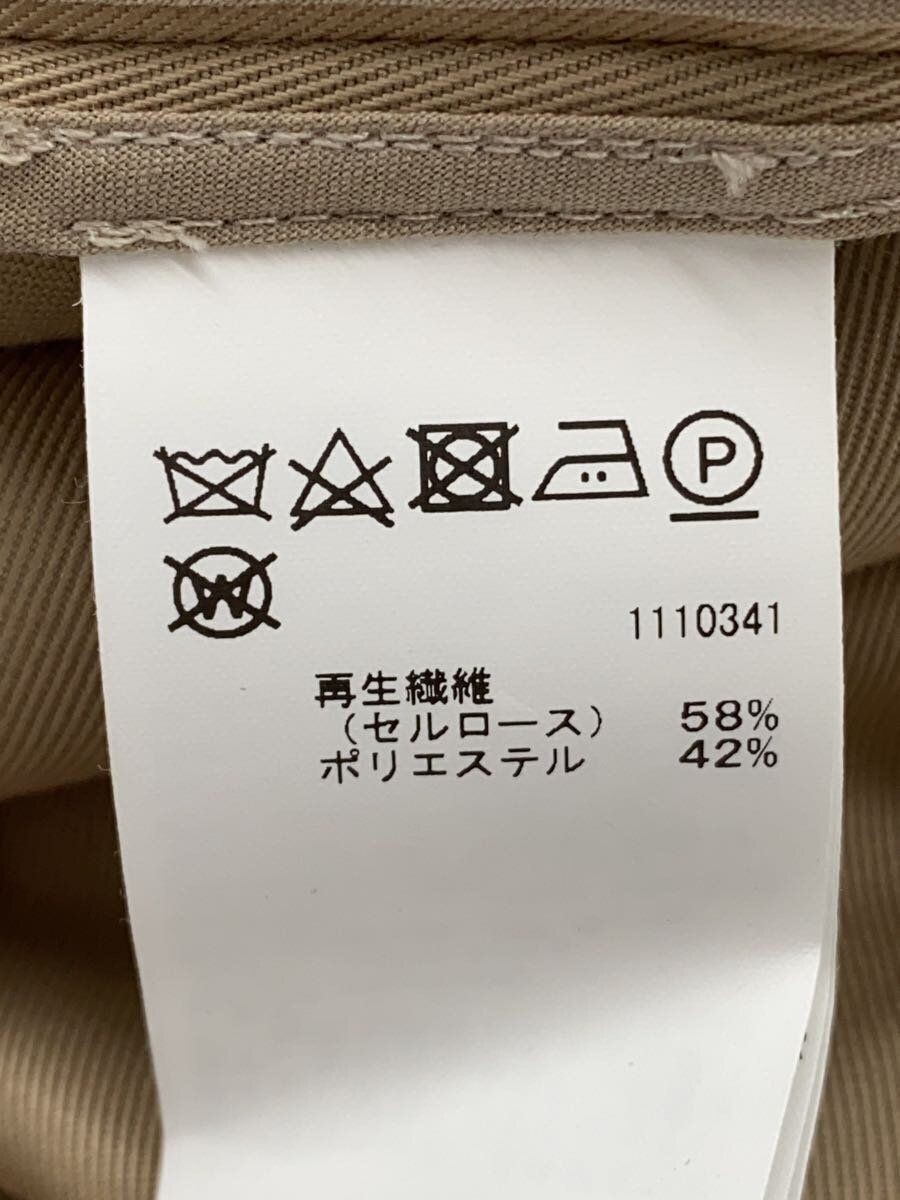 P
W
1110341
再生繊維
（セルロース） 58%
ポリエステル 42%